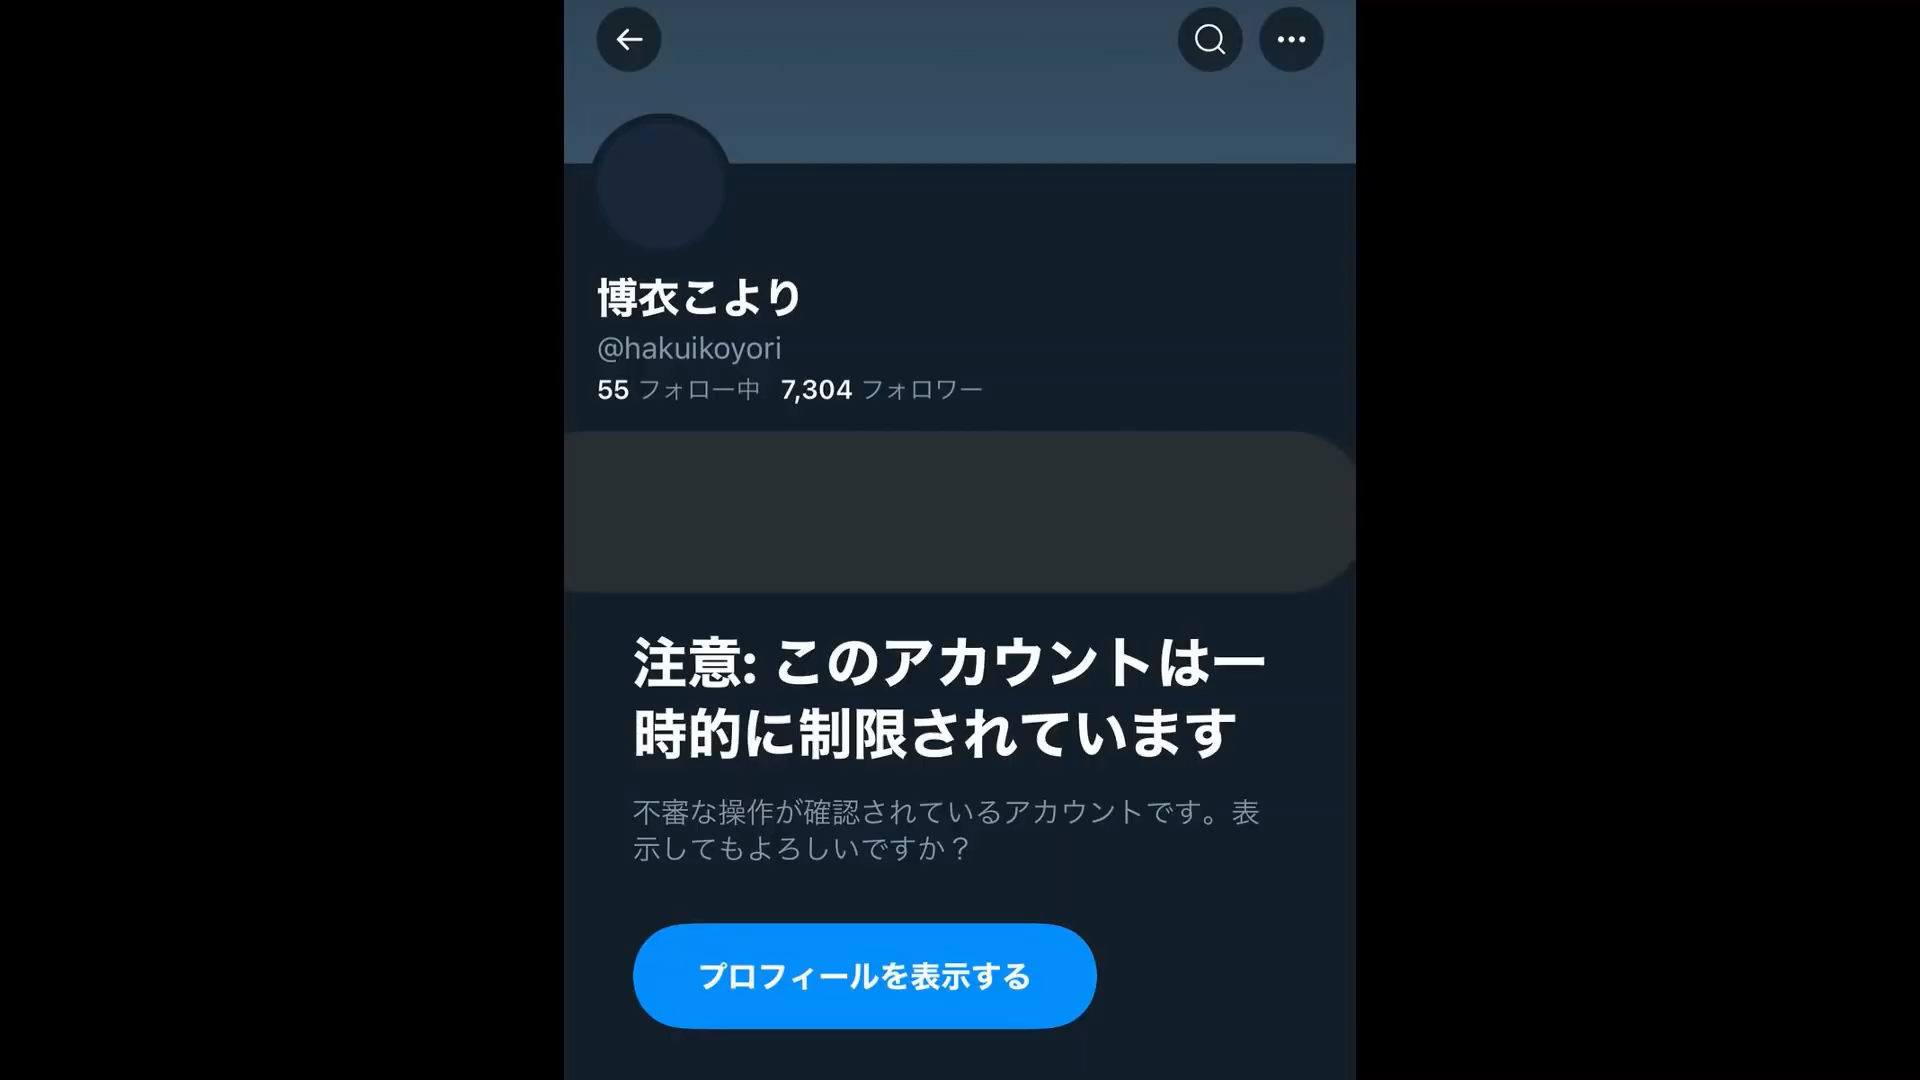 博衣こより
@hakuikoyori
55 フォロー中 7,304 フォロワー
注意: このアカウントは一
時的に制限されています
不審な操作が確認されているアカウントです。表
示してもよろしいですか？
プロフィールを表示する